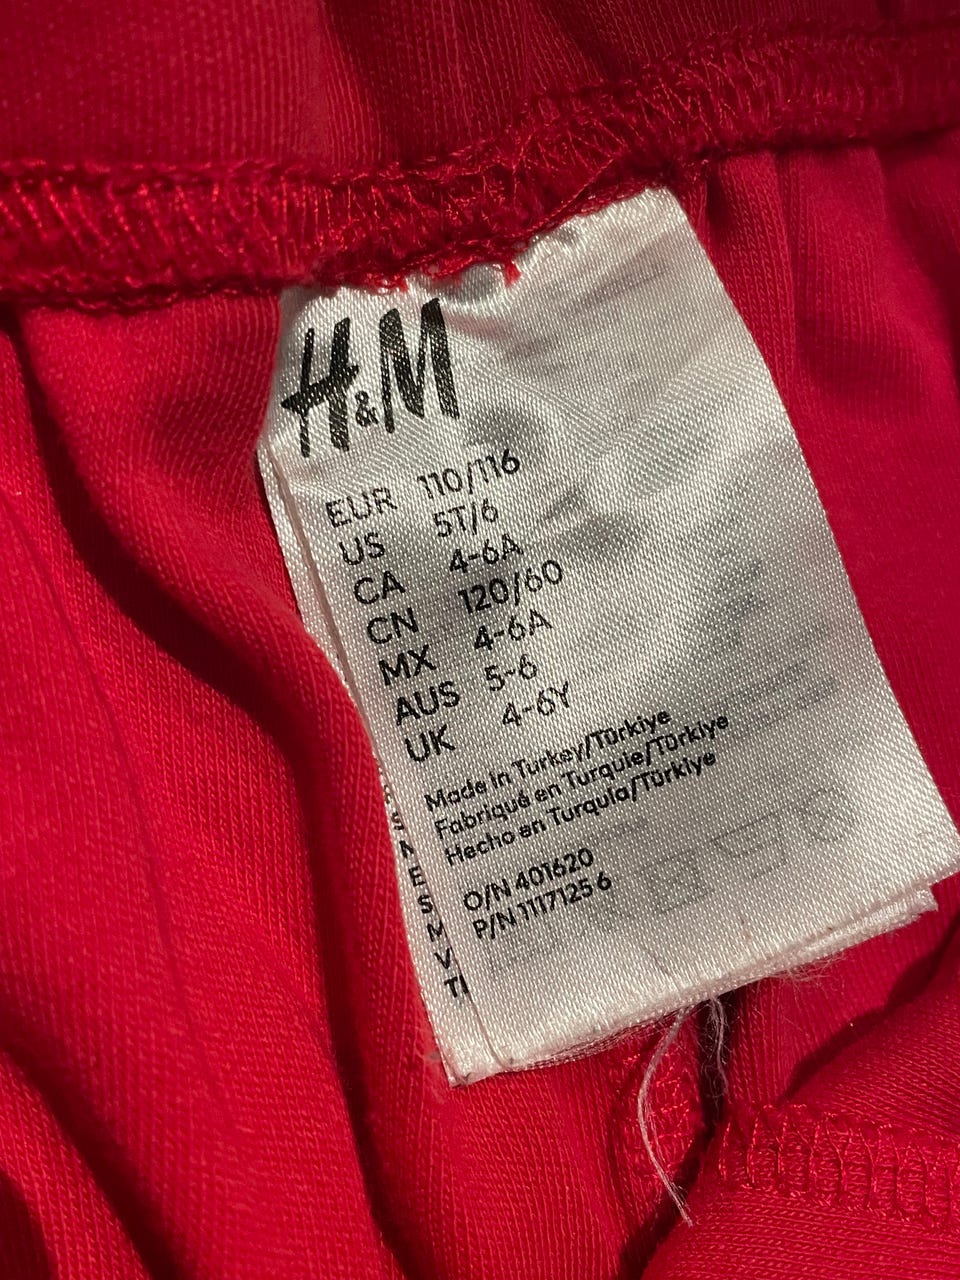 H&M
EUR 110/116
US 5T/6
CA 4-6A
CN 120/60
MX 4-6A
AUS 5-6
UK 4-6Y
Made in Turkey/Türkiye
Fabriqué en Turquie/Türkiye
Hecho en Turquía/Türkiye
O/N 401620
P/N 1117125 6